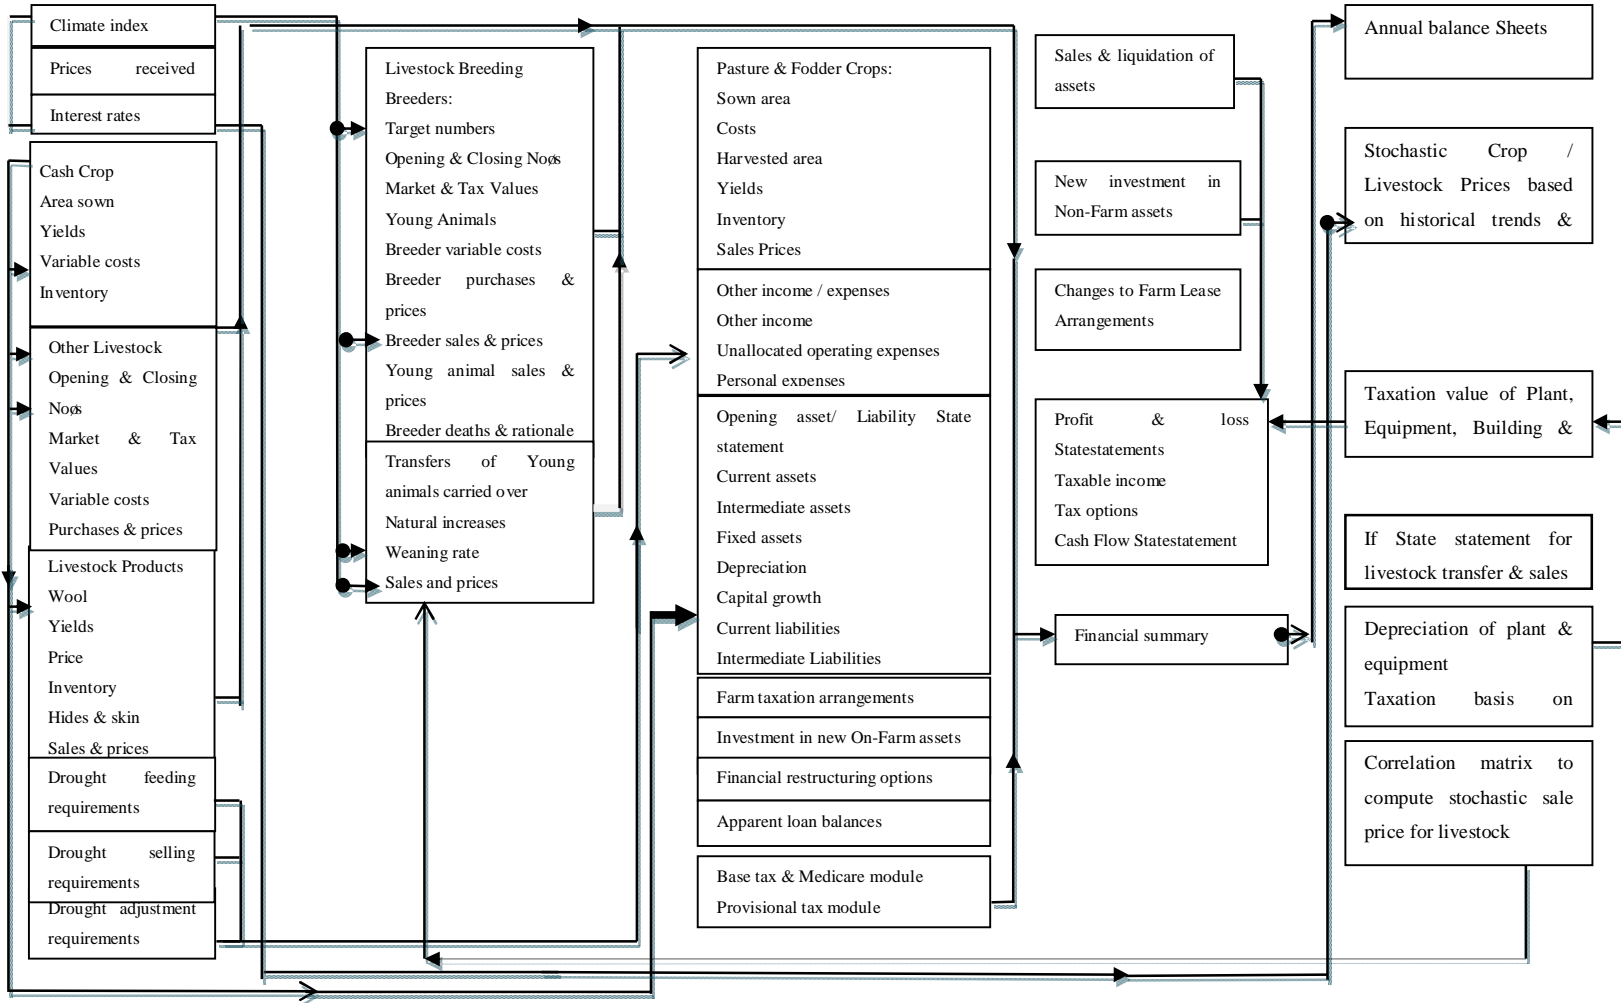 Climate index
Prices received
Interest rates
Cash Crop
Area sown
Yields
Variable costs
Inventory
Other Livestock
Opening & Closing
Noøs
Market & Tax
Values
Variable costs
Purchases & prices
Livestock Products
Wool
Yields
Price
Inventory
Hides & skin
Sales & prices
Drought feeding
requirements
Drought selling
requirements
Drought adjustment
requirements
Livestock Breeding
Breeders:
Target numbers
Opening & Closing Noøs
Market & Tax Values
Young Animals
Breeder variable costs
Breeder purchases &
prices
Breeder sales & prices
Young animal sales &
prices
Breeder deaths & rationale
Transfers of Young
animals carried over
Natural increases
Weaning rate
Sales and prices
Pasture & Fodder Crops:
Sown area
Costs
Harvested area
Yields
Inventory
Sales Prices
Other income / expenses
Other income
Unallocated operating expenses
Personal expenses
Opening asset/ Liability State
statement
Current assets
Intermediate assets
Fixed assets
Depreciation
Capital growth
Current liabilities
Intermediate Liabilities
Farm taxation arrangements
Investment in new On-Farm assets
Financial restructuring options
Apparent loan balances
Base tax & Medicare module
Provisional tax module
Sales & liquidation of
assets
New investment in
Non-Farm assets
Changes to Farm Lease
Arrangements
Profit & loss
Statestatements
Taxable income
Tax options
Cash Flow Statestatement
Financial summary
Annual balance Sheets
Stochastic Crop /
Livestock Prices based
on historical trends &
Taxation value of Plant,
Equipment, Building &
If State statement for
livestock transfer & sales
Depreciation of plant &
equipment
Taxation basis on
Correlation matrix to
compute stochastic sale
price for livestock